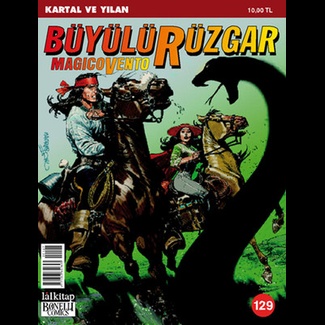 KARTAL VE YILAN 10,00 TL
BÜYÜLÜ RÜZGAR
MAGICO VENTO
129
lalkitap
BONELLI
COMICS